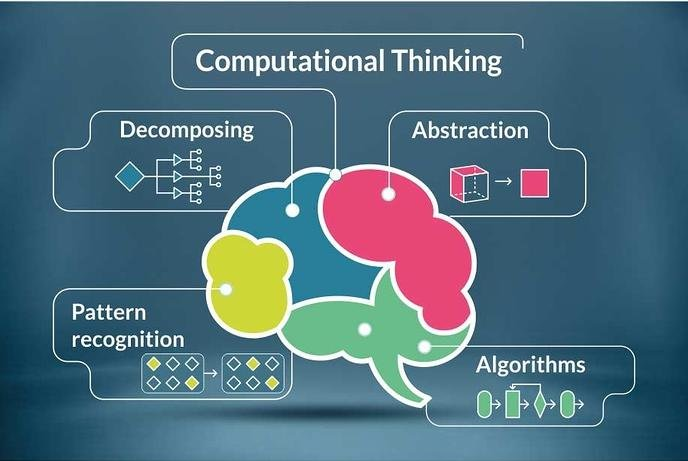 Computational Thinking
Decomposing
Abstraction
Pattern
recognition
Algorithms